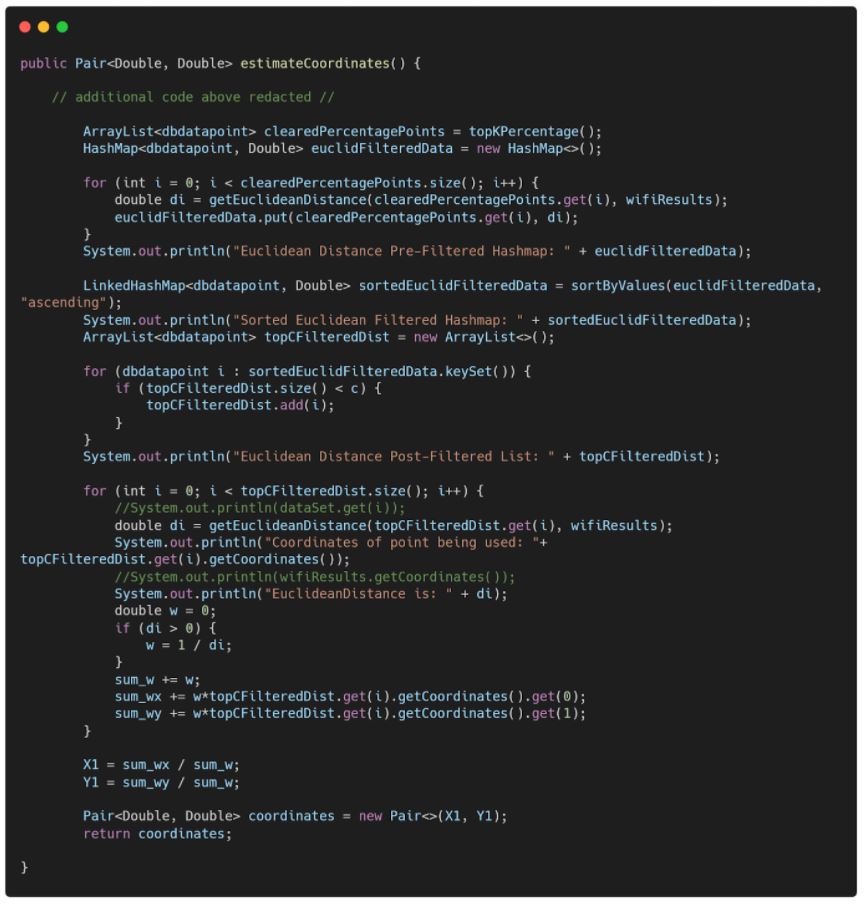 public Pair<Double, Double> estimateCoordinates() {
// additional code above redacted //
ArrayList<dbdatapoint> clearedPercentagePoints = topKPercentage();
HashMap<dbdatapoint, Double> euclidFilteredData = new HashMap<>();
for (int i = 0; i < clearedPercentagePoints.size(); i++) {
double di = getEuclideanDistance(clearedPercentagePoints.get(i), wifiResults);
euclidFilteredData.put(clearedPercentagePoints.get(i), di);
}
System.out.println("Euclidean Distance Pre-Filtered Hashmap: " + euclidFilteredData);
LinkedHashMap<dbdatapoint, Double> sortedEuclidFilteredData = sortByValues(euclidFilteredData,
"ascending");
System.out.println("Sorted Euclidean Filtered Hashmap: " + sortedEuclidFilteredData);
ArrayList<dbdatapoint> topCFilteredDist = new ArrayList<>();
for (dbdatapoint i : sortedEuclidFilteredData.keySet()) {
if (topCFilteredDist.size() < c) {
topCFilteredDist.add(i);
}
}
System.out.println("Euclidean Distance Post-Filtered List: " + topCFilteredDist);
for (int i = 0; i < topCFilteredDist.size(); i++) {
//System.out.println(dataSet.get(i));
double di = getEuclideanDistance(topCFilteredDist.get(i), wifiResults);
System.out.println("Coordinates of point being used: "+
topCFilteredDist.get(i).getCoordinates());
//System.out.println(wifiResults.getCoordinates());
System.out.println("EuclideanDistance is: " + di);
double w = 0;
if (di > 0) {
w = 1 / di;
}
sum_w += w;
sum_wx += w*topCFilteredDist.get(i).getCoordinates().get(0);
sum_wy += w*topCFilteredDist.get(i).getCoordinates().get(1);
}
X1 = sum_wx / sum_w;
Y1 = sum_wy / sum_w;
Pair<Double, Double> coordinates = new Pair<>(X1, Y1);
return coordinates;
}